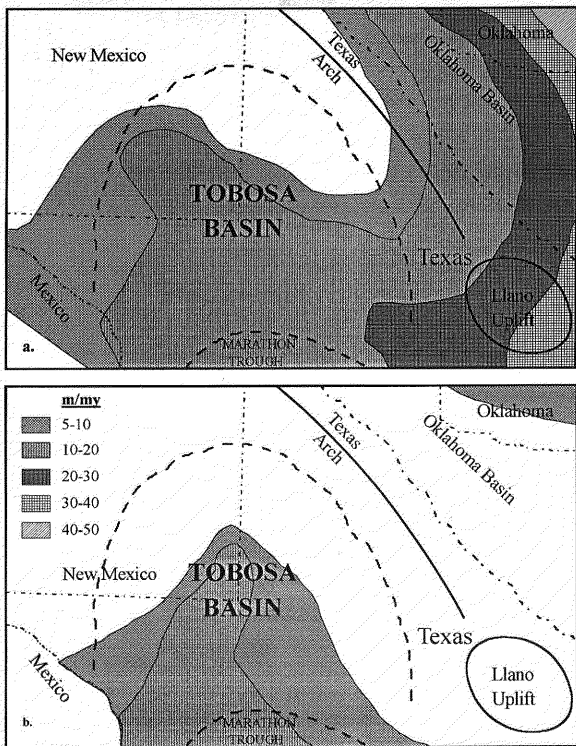 New Mexico
Texas
Arch
Oklahoma Basin
Oklahoma
TOBOSA
BASIN
Texas
Mexico
Llano
Uplift
MARATHON
TROUGH
a.
m/my
5-10
10-20
20-30
30-40
40-50
Texas
Arch
Oklahoma Basin
Oklahoma
New Mexico
TOBOSA
BASIN
Texas
Mexico
Llano
Uplift
MARATHON
TROUGH
b.